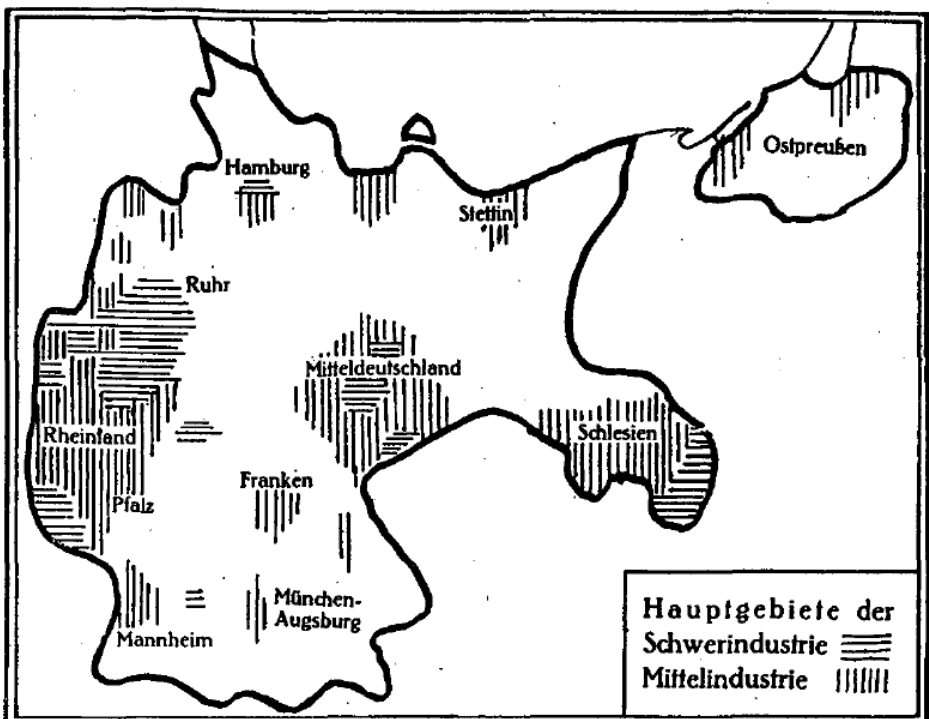 Hamburg
Ostpreußen
Stettin
Ruhr
Mitteldeutschland
Rheinland
Schlesien
Franken
Pfalz
München-
Augsburg
Mannheim
Hauptgebiete der
Schwerindustrie
Mittelindustrie